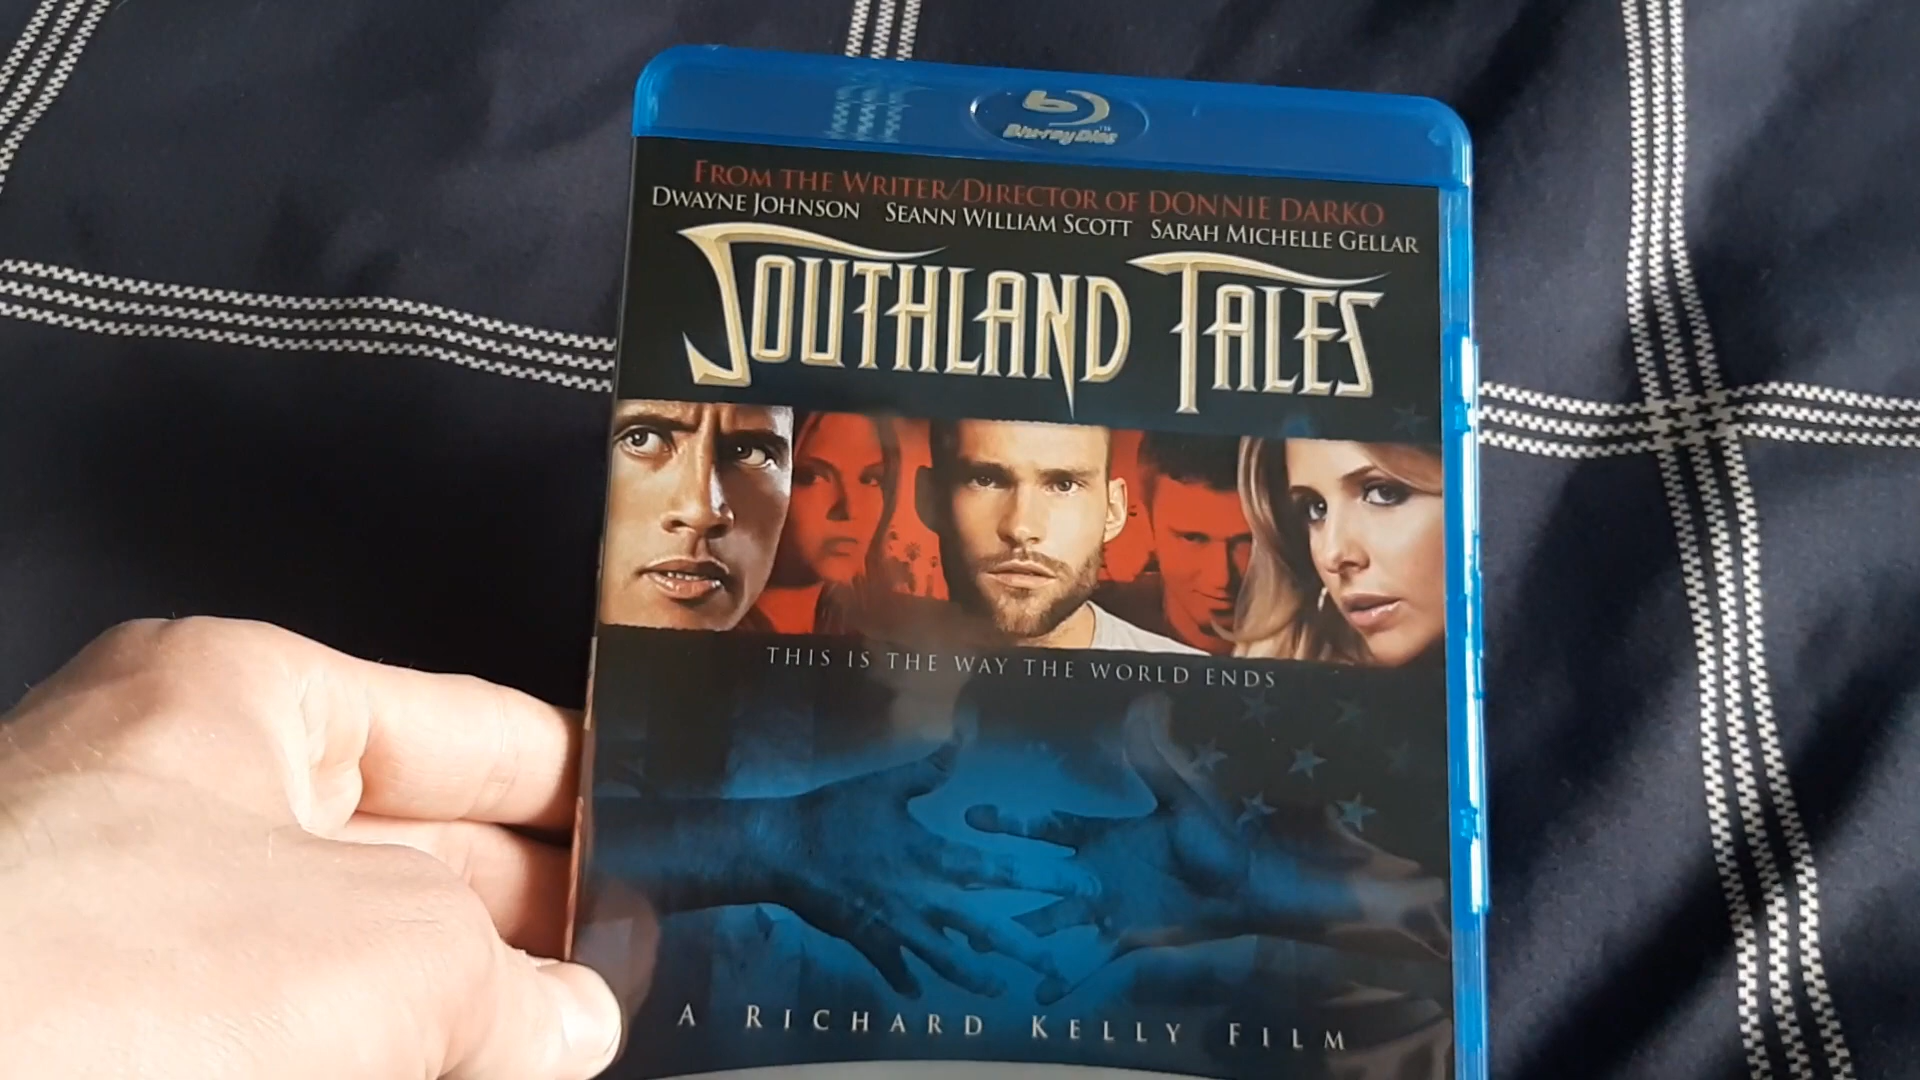 Blu-ray Disc
FROM THE WRITER/DIRECTOR OF DONNIE DARKO
DWAYNE JOHNSON SEANN WILLIAM SCOTT SARAH MICHELLE GELLAR
SOUTHLAND TALES
THIS IS THE WAY THE WORLD ENDS
A RICHARD KELLY FILM